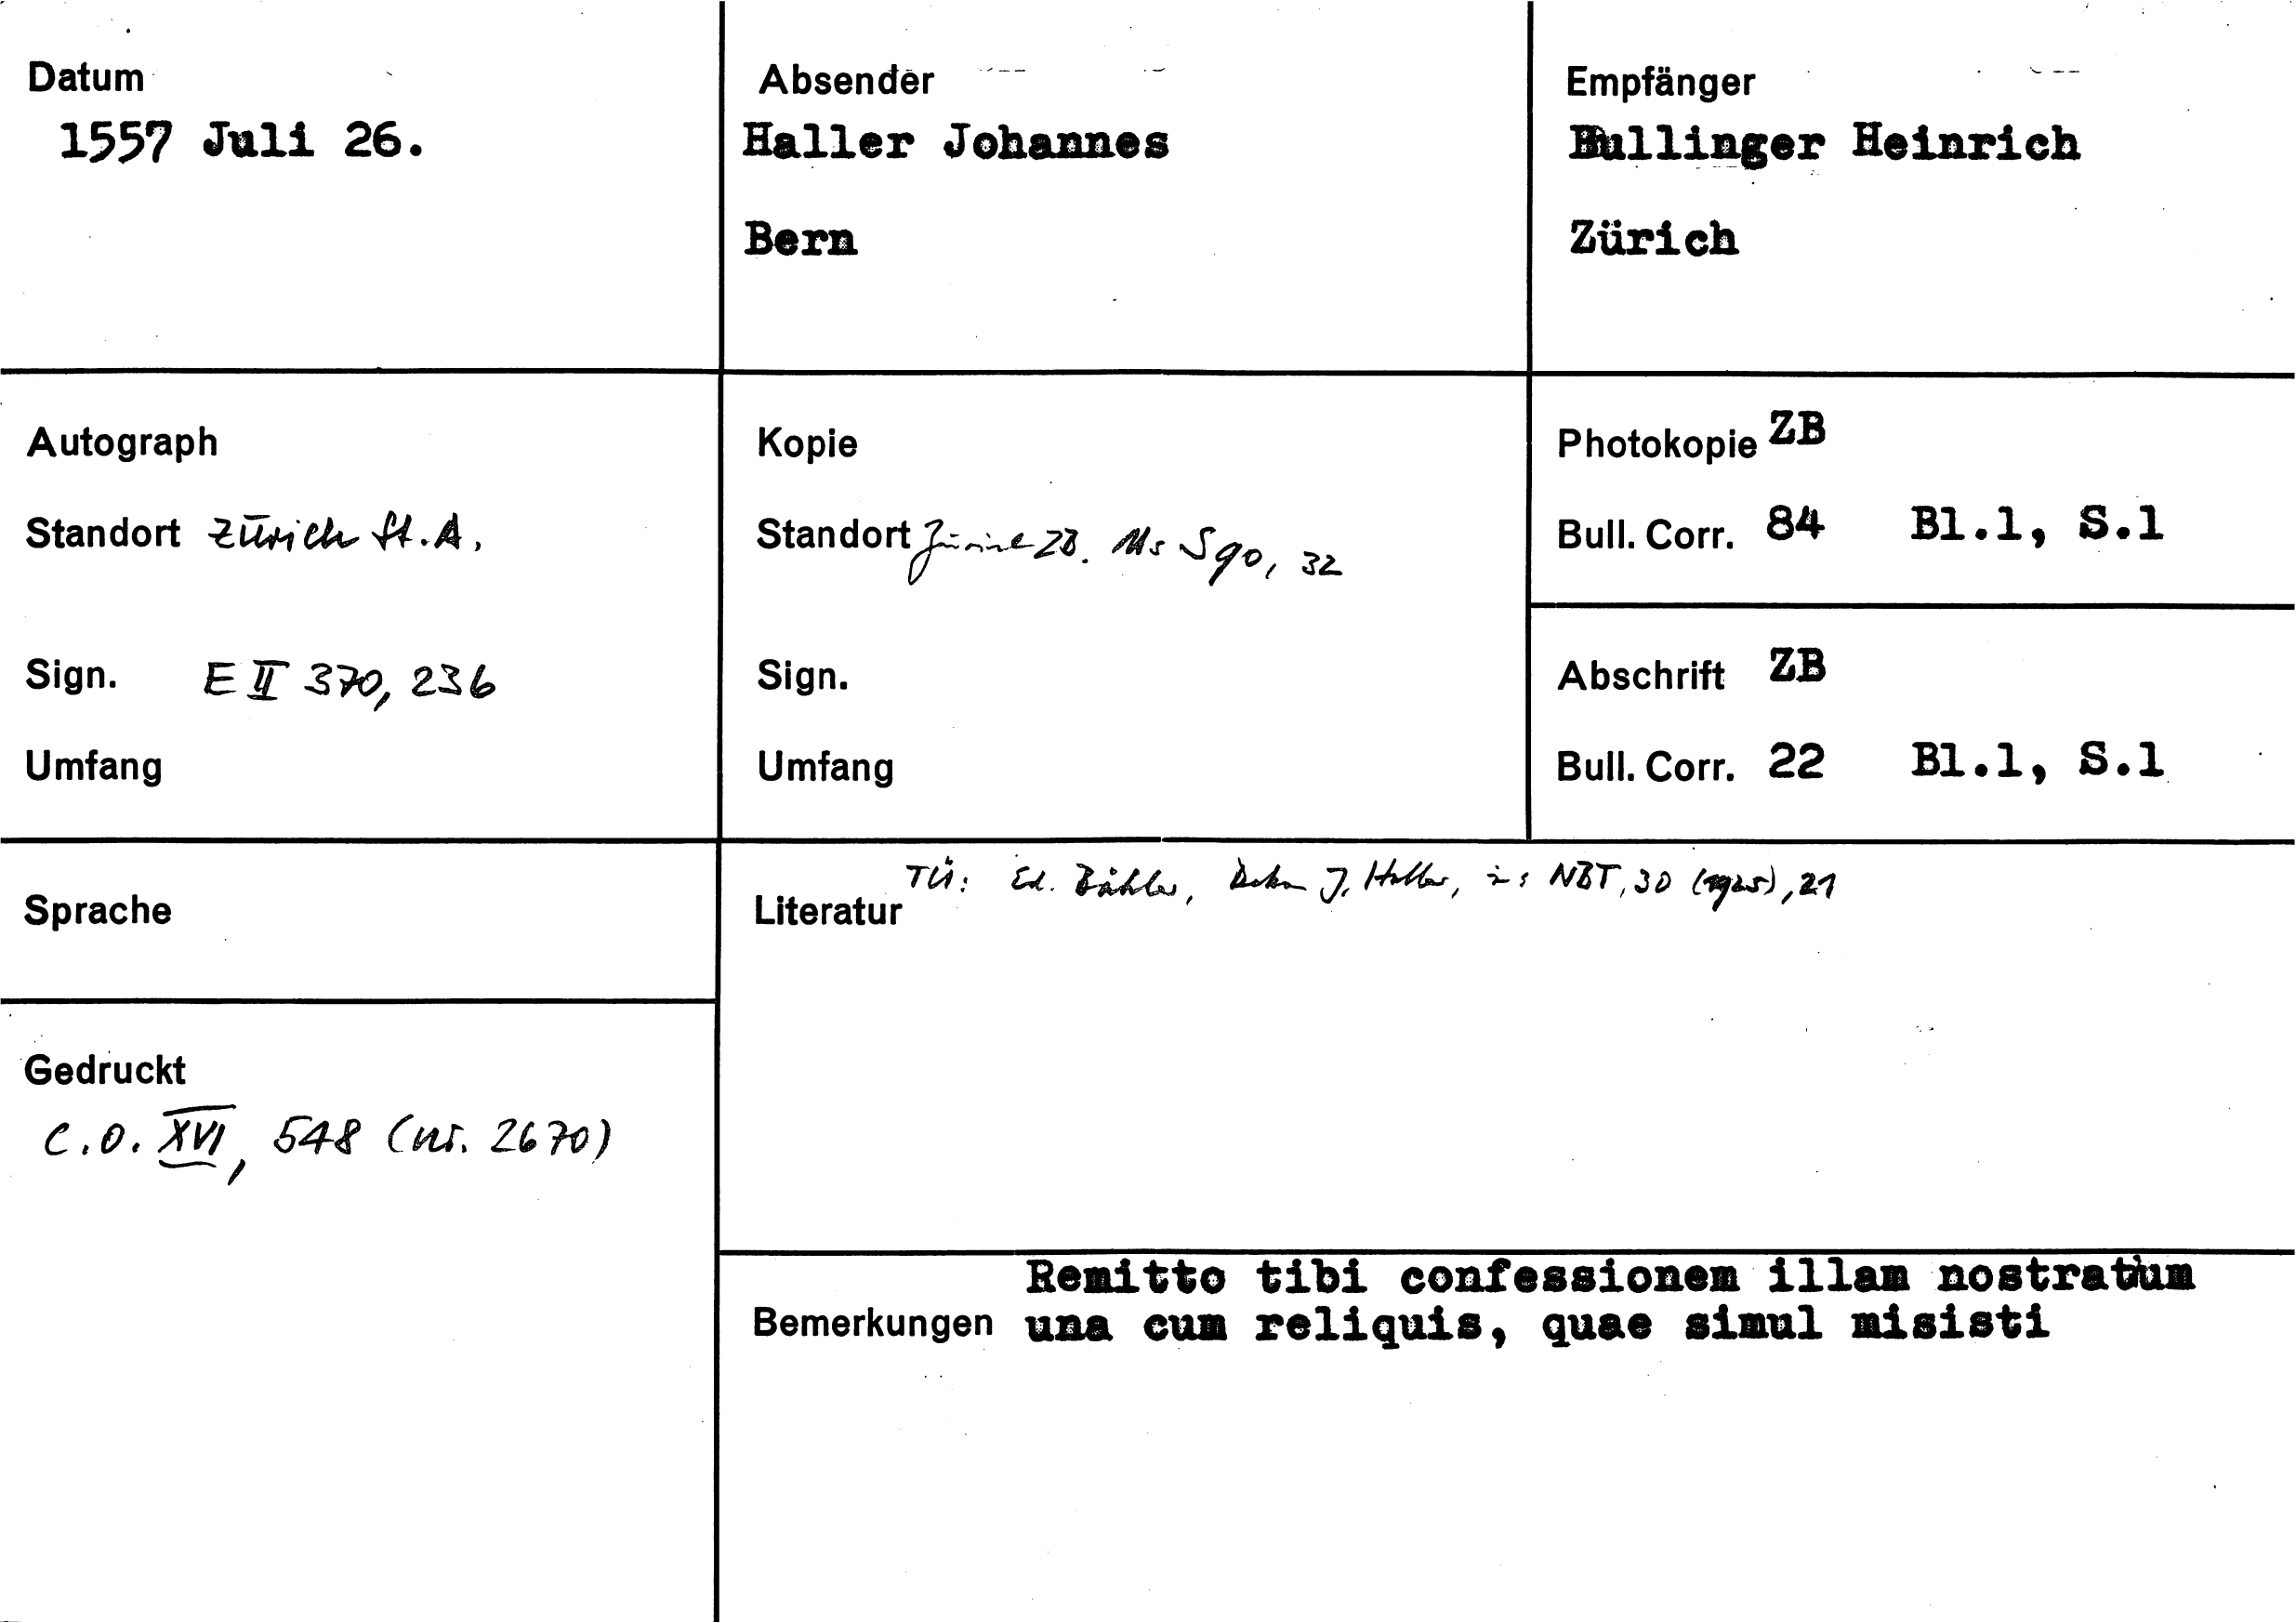 Datum
1557 Juli 26.
Absender
Haller Johannes
Bern
Empfänger
Bullinger Heinrich
Zürich
Autograph
Standort Zürich St.A.
Sign. E II 370, 236
Umfang
Kopie
Standort Zürich ZB. Ms S 90, 32
Sign.
Umfang
Photokopie ZB
Bull. Corr. 84 Bl.1, S.1
Abschrift ZB
Bull. Corr. 22 Bl.1, S.1
Sprache
Gedruckt
C.O. XVI, 548 (nr. 2670)
Literatur TÜ: Ed. Bähler, Dekan J. Haller, in: NBT, 30 (1925), 21
Bemerkungen
Remitto tibi confessionem illam nostratum
una cum reliquis, quae simul misisti